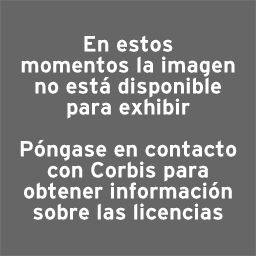 En estos
momentos la imagen
no está disponible
para exhibir
Póngase en contacto
con Corbis para
obtener información
sobre las licencias